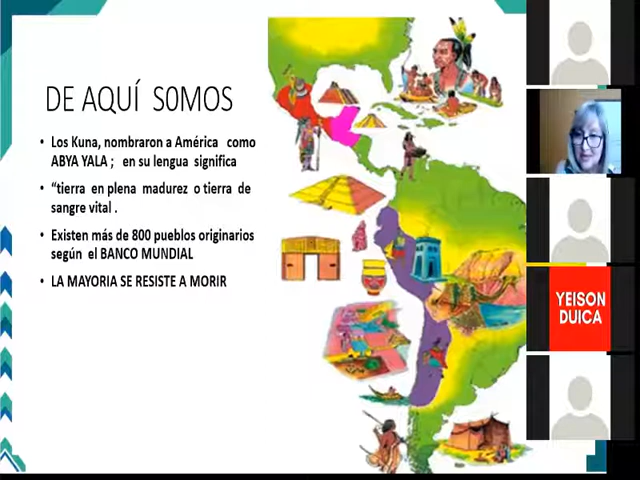 DE AQUÍ SOMOS
• Los Kuna, nombraron a América como
ABYA YALA ; en su lengua significa
• “tierra en plena madurez o tierra de
sangre vital .
• Existen más de 800 pueblos originarios
según el BANCO MUNDIAL
• LA MAYORIA SE RESISTE A MORIR
YEISON
DUICA